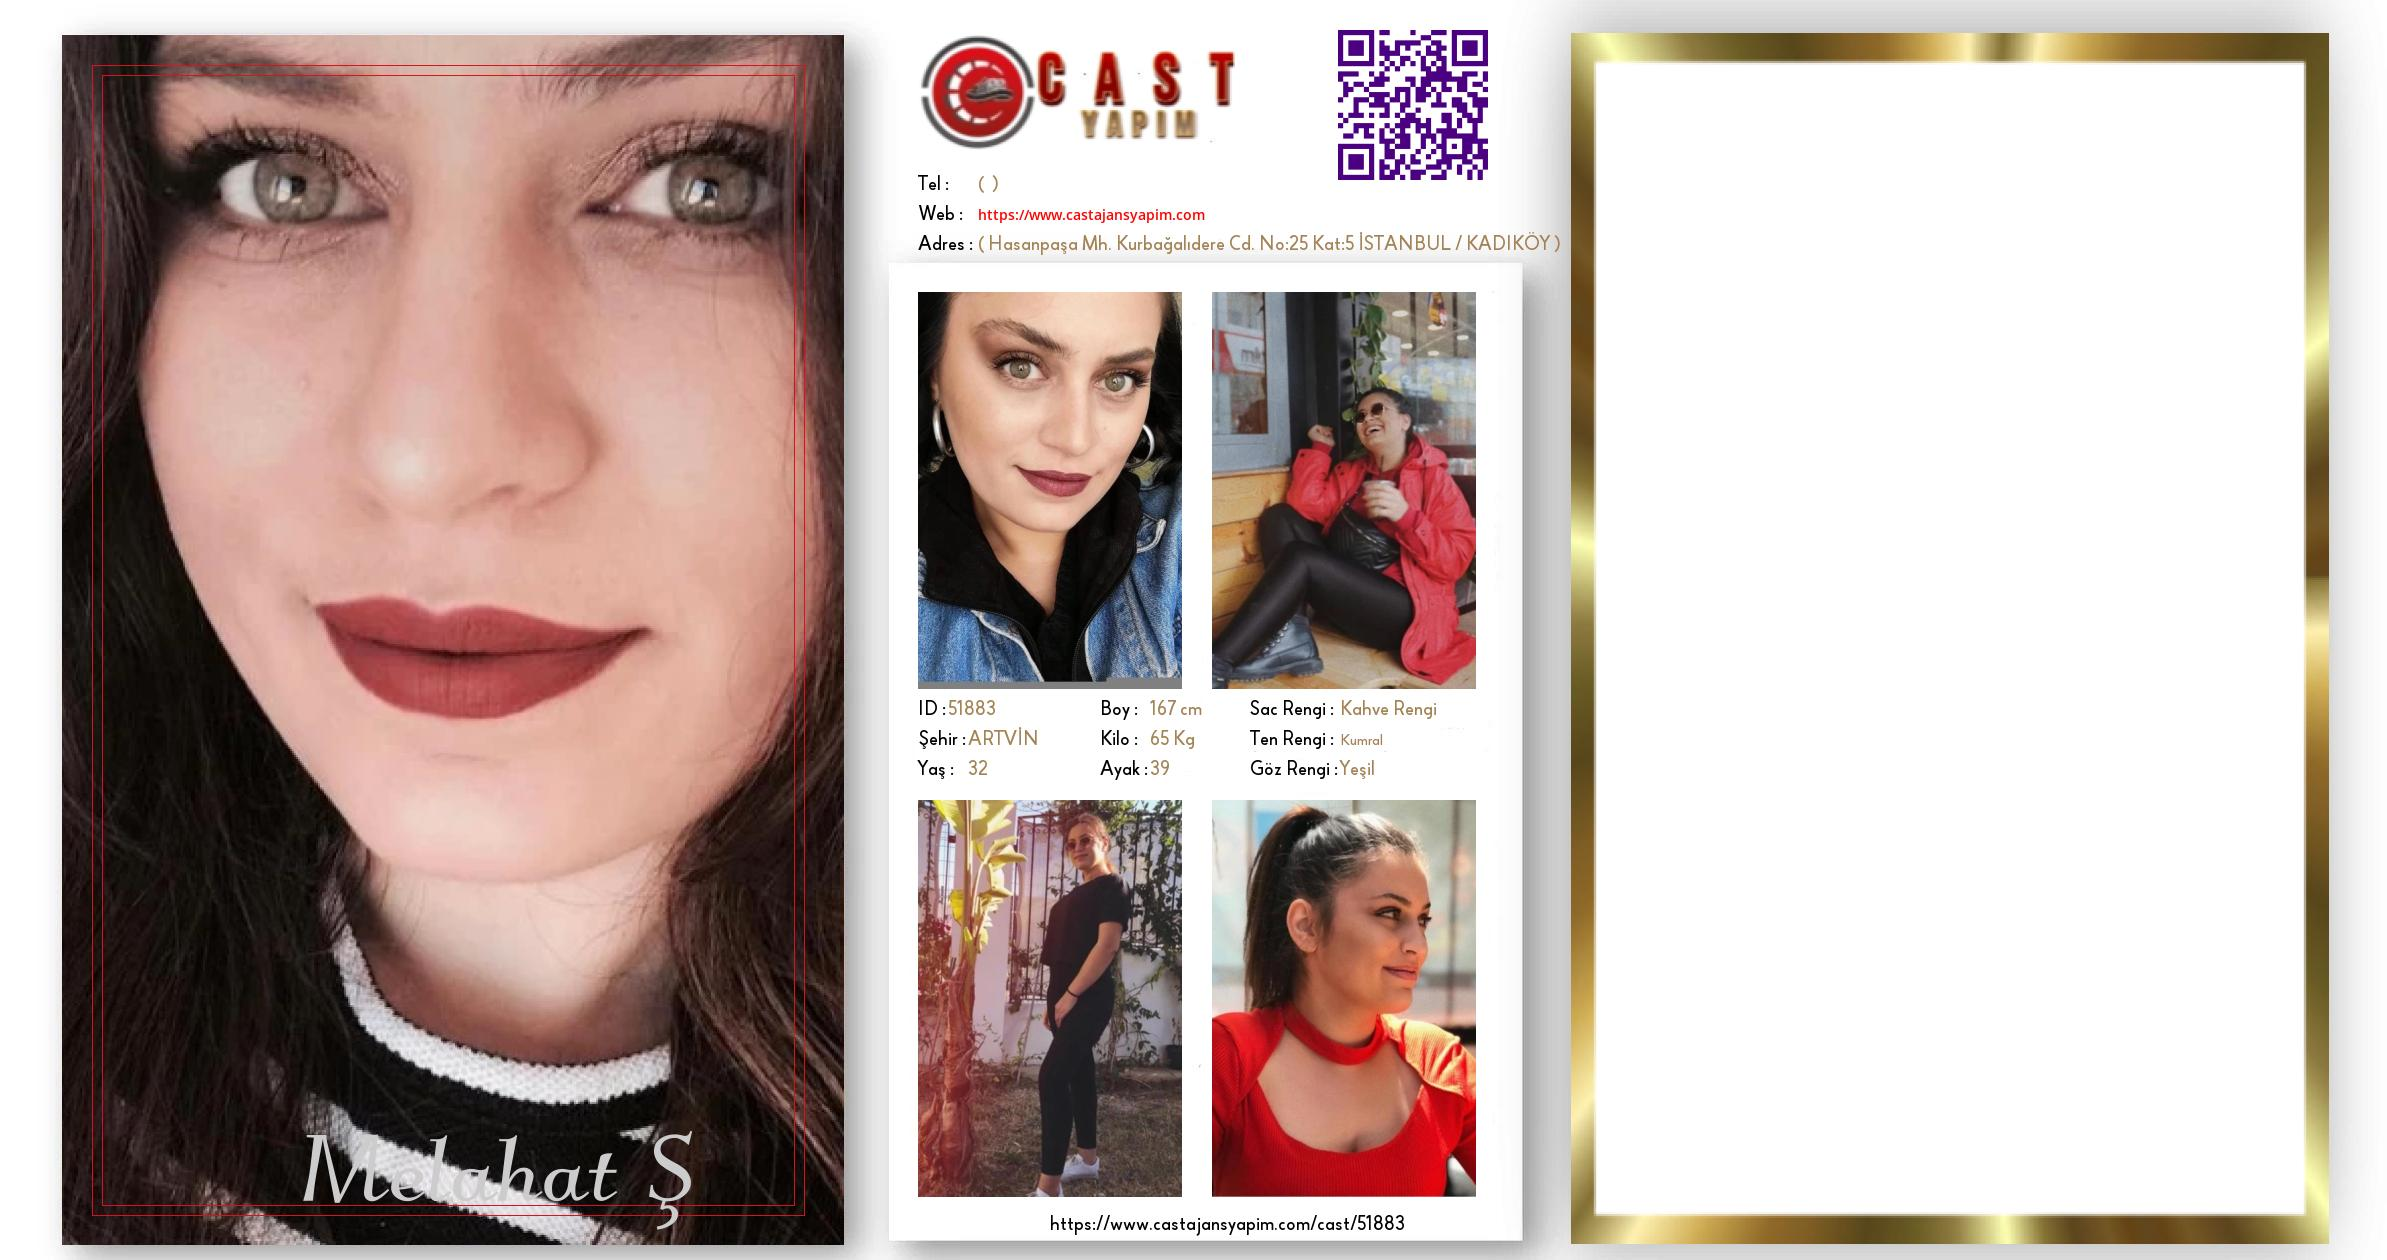 Melahat Ş
CAST
YAPIM
Tel : ( )
Web : https://www.castajansyapim.com
Adres : ( Hasanpaşa Mh. Kurbağalıdere Cd. No:25 Kat:5 İSTANBUL / KADIKÖY )
ID : 51883 Boy : 167 cm Sac Rengi : Kahve Rengi
Şehir : ARTVİN Kilo : 65 Kg Ten Rengi : Kumral
Yaş : 32 Ayak : 39 Göz Rengi : Yeşil
https://www.castajansyapim.com/cast/51883